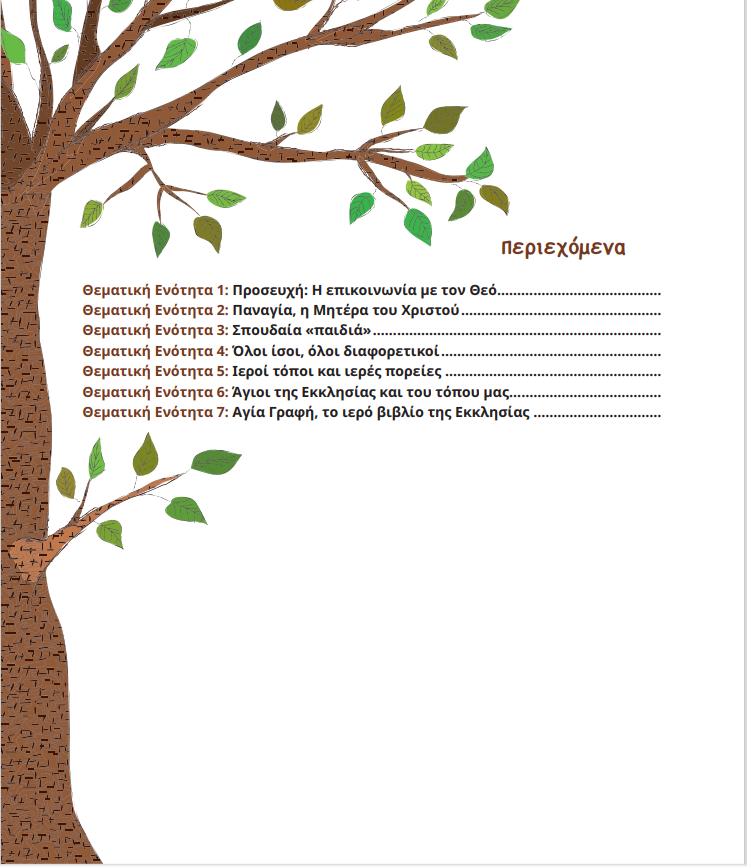 Περιεχόμενα
Θεματική Ενότητα 1: Προσευχή: Η επικοινωνία με τον Θεό.......................................
Θεματική Ενότητα 2: Παναγία, η Μητέρα του Χριστού...............................................
Θεματική Ενότητα 3: Σπουδαία «παιδιά»....................................................................
Θεματική Ενότητα 4: Όλοι ίσοι, όλοι διαφορετικοί....................................................
Θεματική Ενότητα 5: Ιεροί τόποι και ιερές πορείες ...................................................
Θεματική Ενότητα 6: Άγιοι της Εκκλησίας και του τόπου μας....................................
Θεματική Ενότητα 7: Αγία Γραφή, το ιερό βιβλίο της Εκκλησίας ..............................